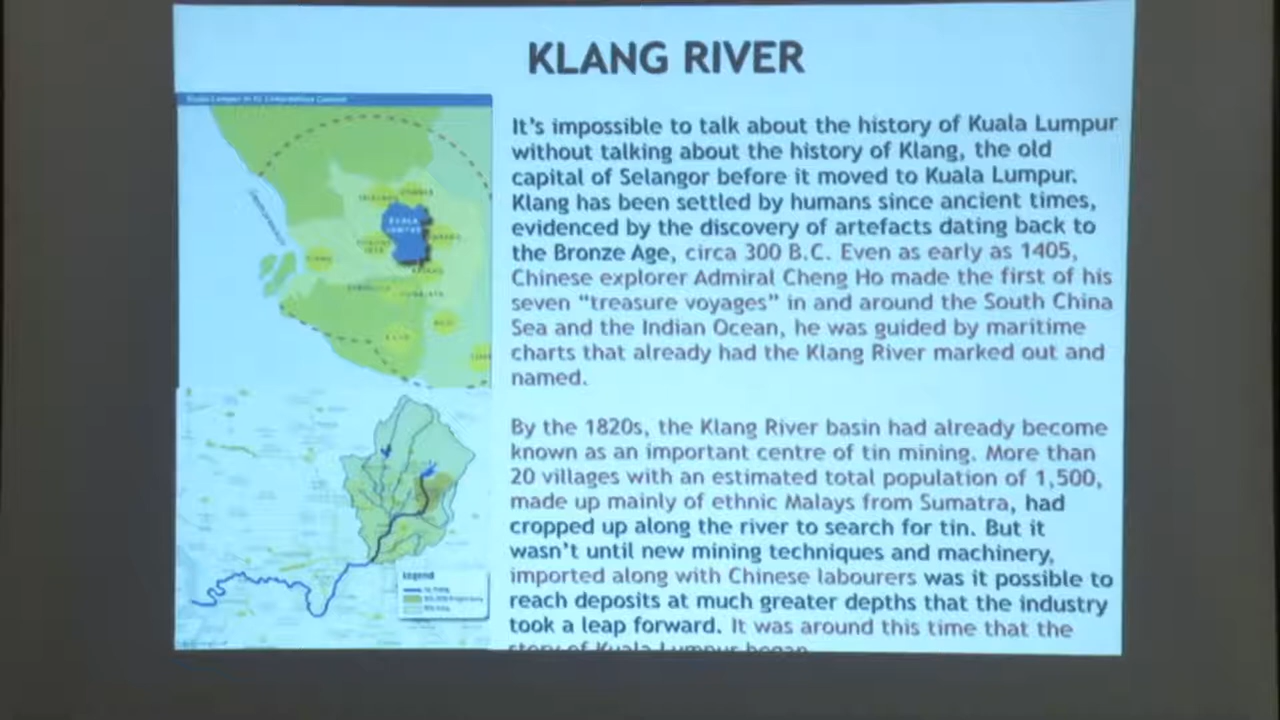 KLANG RIVER
It's impossible to talk about the history of Kuala Lumpur
without talking about the history of Klang, the old
capital of Selangor before it moved to Kuala Lumpur.
Klang has been settled by humans since ancient times,
evidenced by the discovery of artefacts dating back to
the Bronze Age, circa 300 B.C. Even as early as 1405,
Chinese explorer Admiral Cheng Ho made the first of his
seven “treasure voyages” in and around the South China
Sea and the Indian Ocean, he was guided by maritime
charts that already had the Klang River marked out and
named.
By the 1820s, the Klang River basin had already become
known as an important centre of tin mining. More than
20 villages with an estimated total population of 1,500,
made up mainly of ethnic Malays from Sumatra, had
cropped up along the river to search for tin. But it
wasn't until new mining techniques and machinery,
imported along with Chinese labourers was it possible to
reach deposits at much greater depths that the industry
took a leap forward. It was around this time that the
story of Kuala Lumpur began
KUALA
LUMPUR
Legend